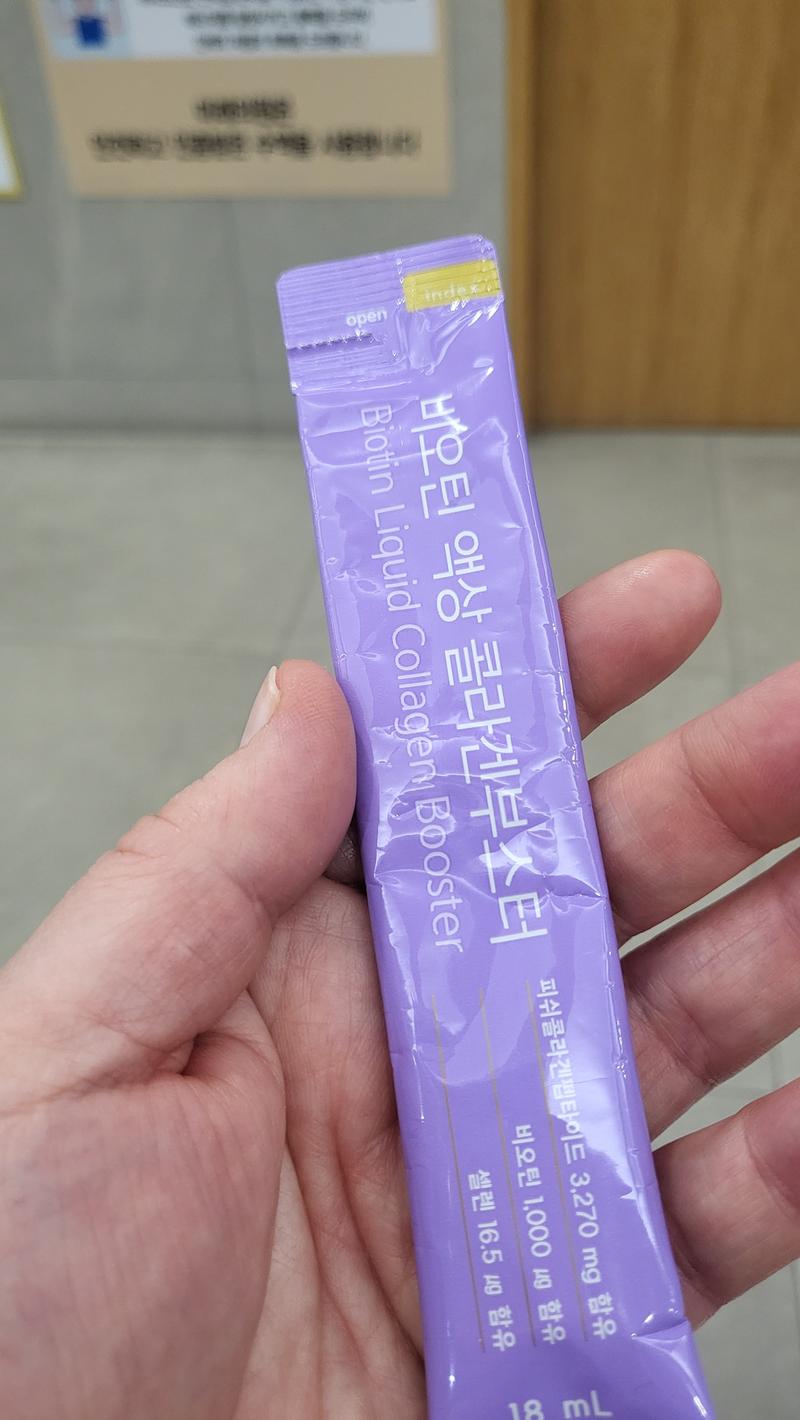 index
open
비오틴 액상 콜라겐부스터
Biotin Liquid Collagen Booster
피쉬콜라겐펩타이드 3,270 mg 함유
비오틴 1,000 ㎍ 함유
셀렌 16.5 ㎍ 함유
18 mL